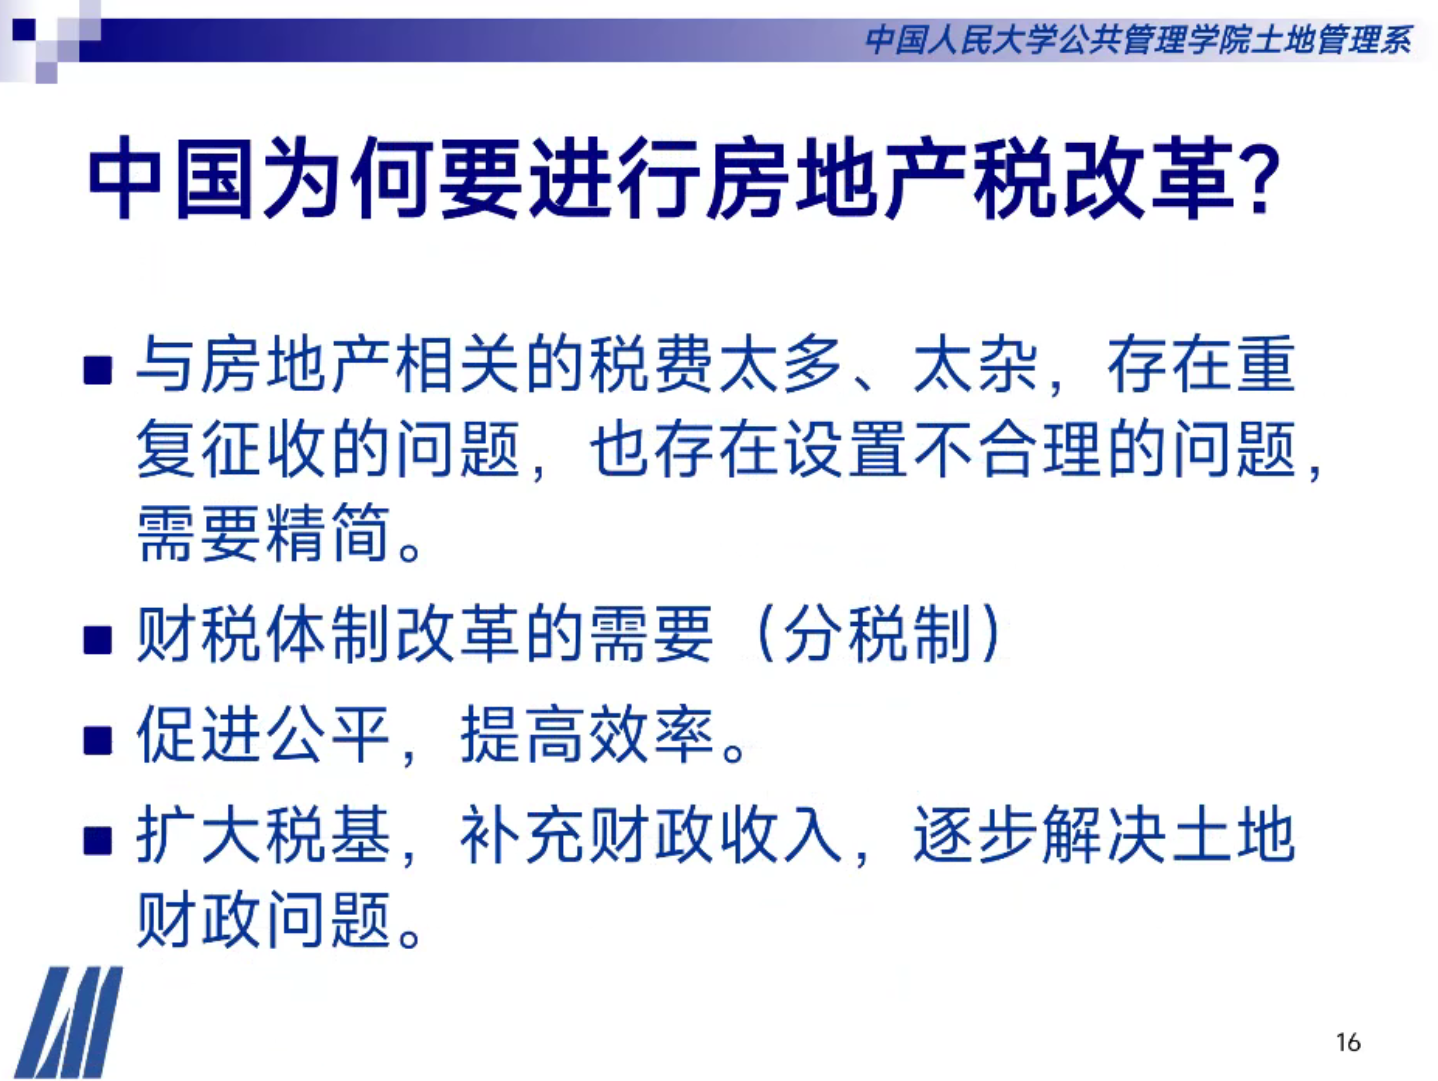 中国人民大学公共管理学院土地管理系
中国为何要进行房地产税改革?
与房地产相关的税费太多、太杂，存在重
复征收的问题，也存在设置不合理的问题，
需要精简。
财税体制改革的需要（分税制）
促进公平，提高效率。
扩大税基，补充财政收入，逐步解决土地
财政问题。
16